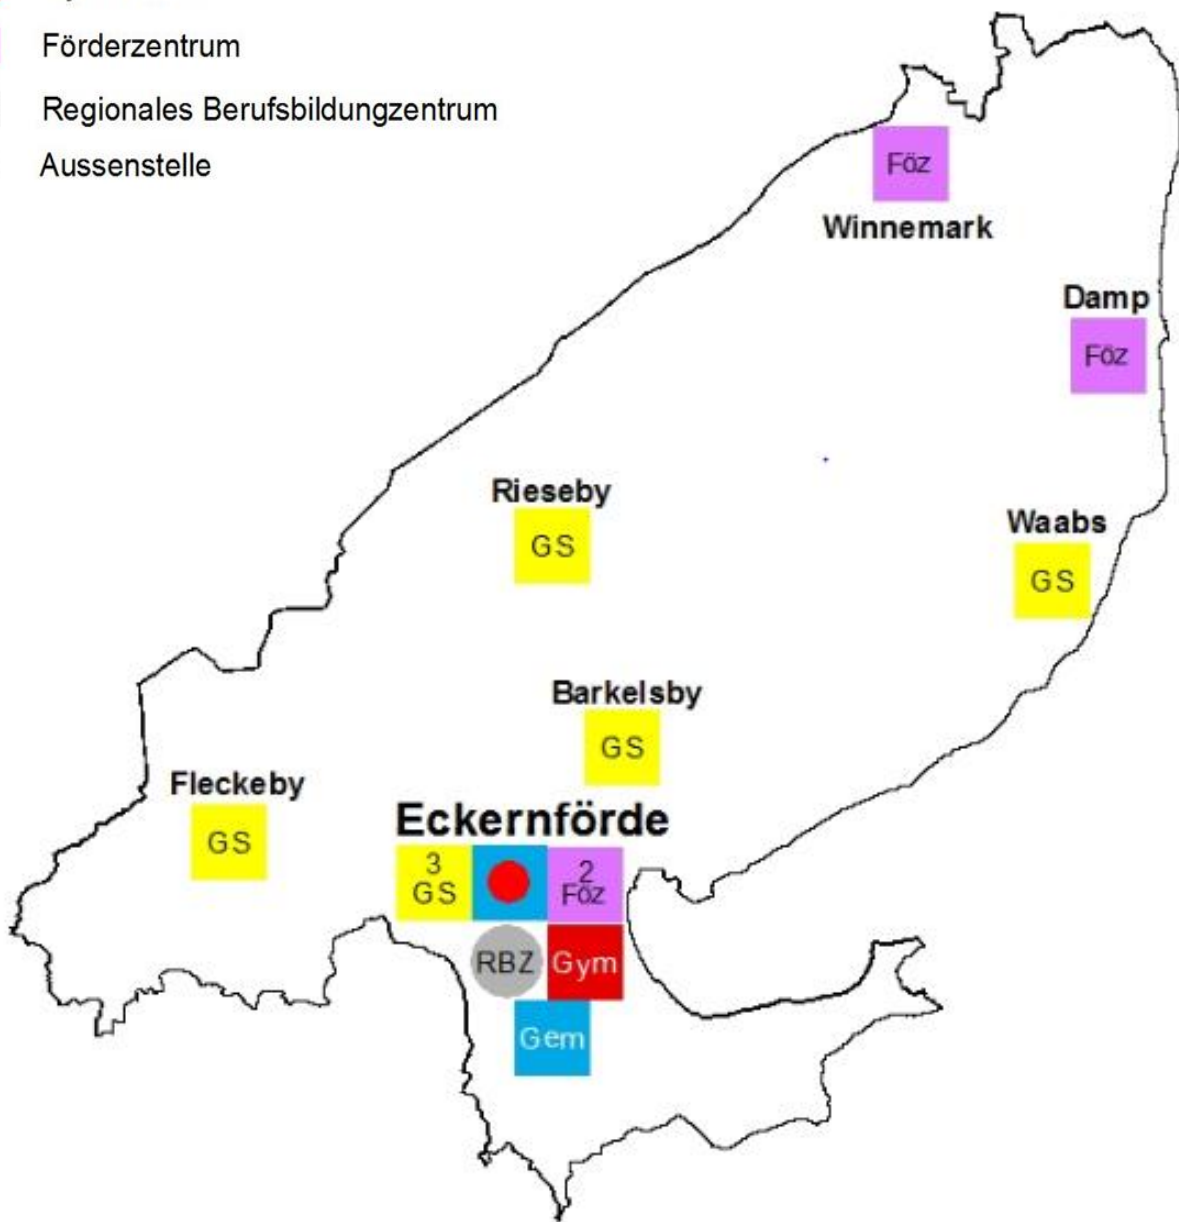 Förderzentrum
Regionales Berufsbildungzentrum
Aussenstelle
Föz
Winnemark
Damp
Föz
Rieseby
GS
Waabs
GS
Barkelsby
GS
Fleckeby
GS
Eckernförde
3
GS
2
Föz
RBZ
Gym
Gem